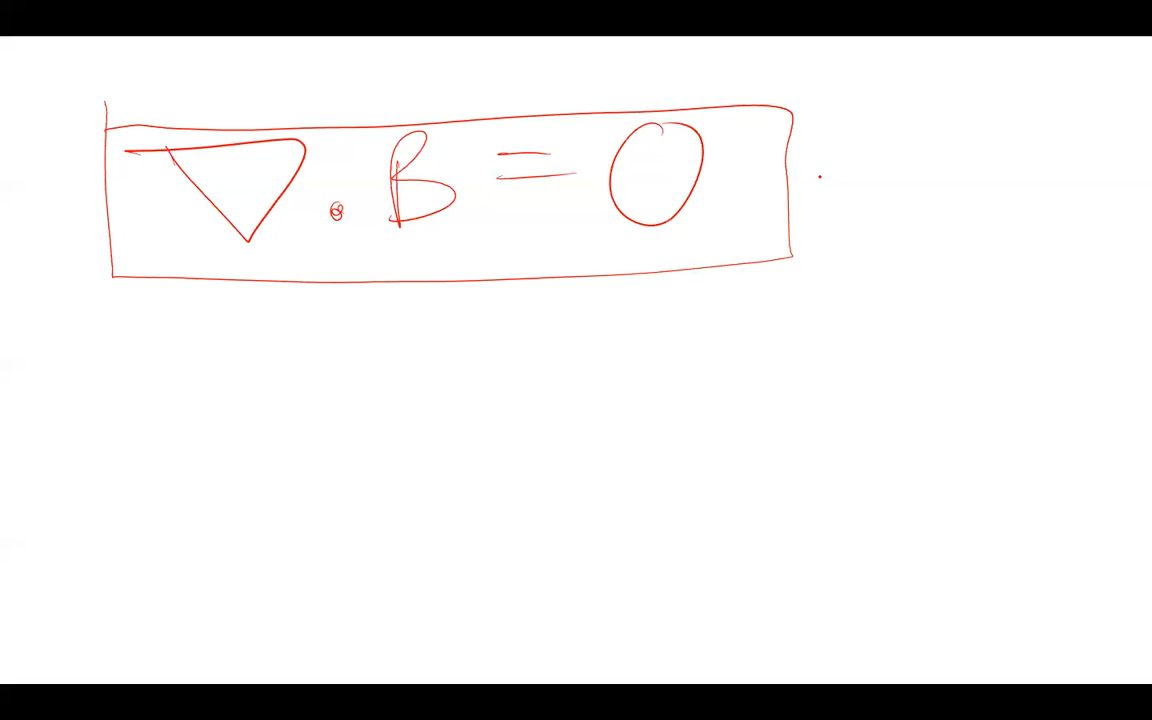 ∇ . B = 0